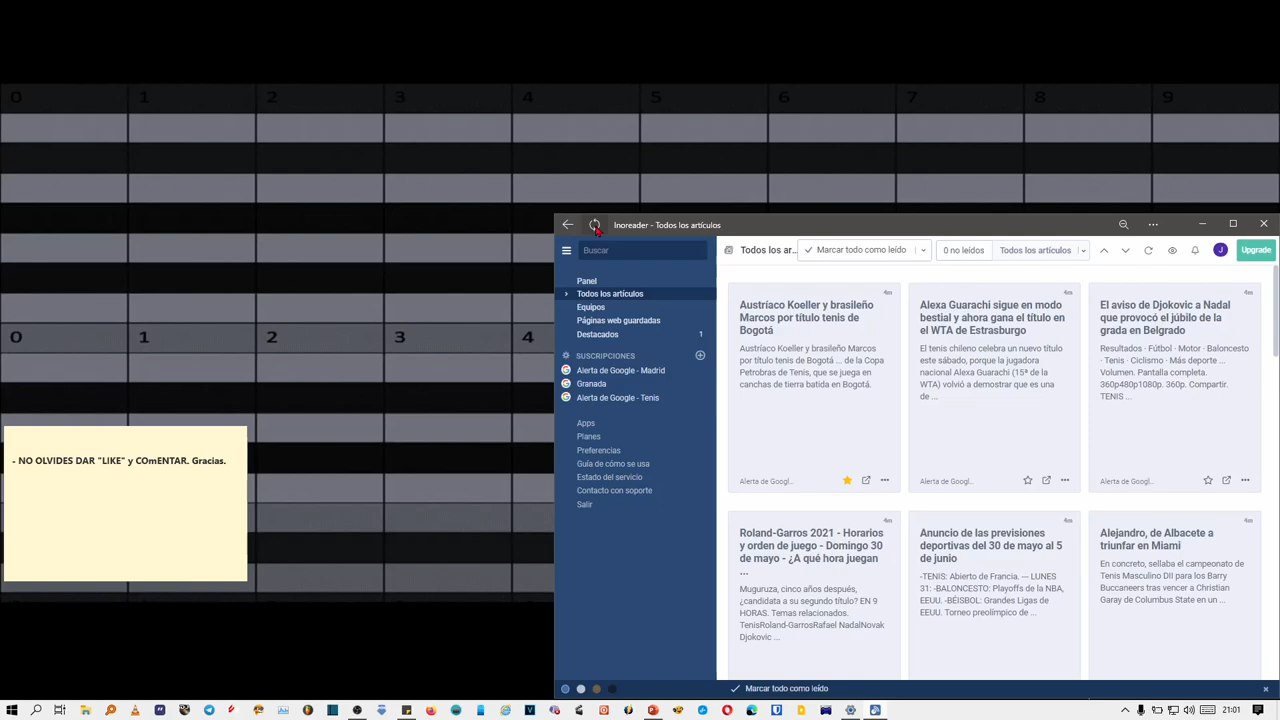 0 1 2 3 4 5 6 7 8 9
Inoreader - Todos los artículos
Buscar
Todos los ar...
Marcar todo como leído
0 no leídos
Todos los artículos
J
Upgrade
Panel
Todos los artículos
Equipos
Páginas web guardadas
Destacados 1
SUSCRIPCIONES
Alerta de Google - Madrid
Granada
Alerta de Google - Tenis
Apps
Planes
Preferencias
Guía de cómo se usa
Estado del servicio
Contacto con soporte
Salir
4m
Austríaco Koeller y brasileño
Marcos por título tenis de
Bogotá
Austríaco Koeller y brasileño Marcos
por título tenis de Bogotá ... de la Copa
Petrobras de Tenis, que se juega en
canchas de tierra batida en Bogotá.
Alerta de Googl...
4m
Alexa Guarachi sigue en modo
bestial y ahora gana el título en
el WTA de Estrasburgo
El tenis chileno celebra un nuevo título
este sábado, porque la jugadora
nacional Alexa Guarachi (15ª de la
WTA) volvió a demostrar que es una
de ...
Alerta de Googl...
4m
El aviso de Djokovic a Nadal
que provocó el júbilo de la
grada en Belgrado
Resultados · Fútbol · Motor · Baloncesto
· Tenis · Ciclismo · Más deporte ...
Volumen. Pantalla completa.
360p480p1080p. 360p. Compartir.
TENIS ...
Alerta de Googl...
4m
Roland-Garros 2021 - Horarios
y orden de juego - Domingo 30
de mayo - ¿A qué hora juegan
...
Muguruza, cinco años después,
¿candidata a su segundo título? EN 9
HORAS. Temas relacionados.
TenisRoland-GarrosRafael NadalNovak
Djokovic ...
4m
Anuncio de las previsiones
deportivas del 30 de mayo al 5
de junio
-TENIS: Abierto de Francia. --- LUNES
31: -BALONCESTO: Playoffs de la NBA,
EEUU. -BÉISBOL: Grandes Ligas de
EEUU. Torneo preolímpico de ...
4m
Alejandro, de Albacete a
triunfar en Miami
En concreto, sellaba el campeonato de
Tenis Masculino DII para los Barry
Buccaneers tras vencer a Christian
Garay de Columbus State en un ...
0 1 2 3 4
- NO OLVIDES DAR "LIKE" y COmENTAR. Gracias.
Marcar todo como leído
21:01